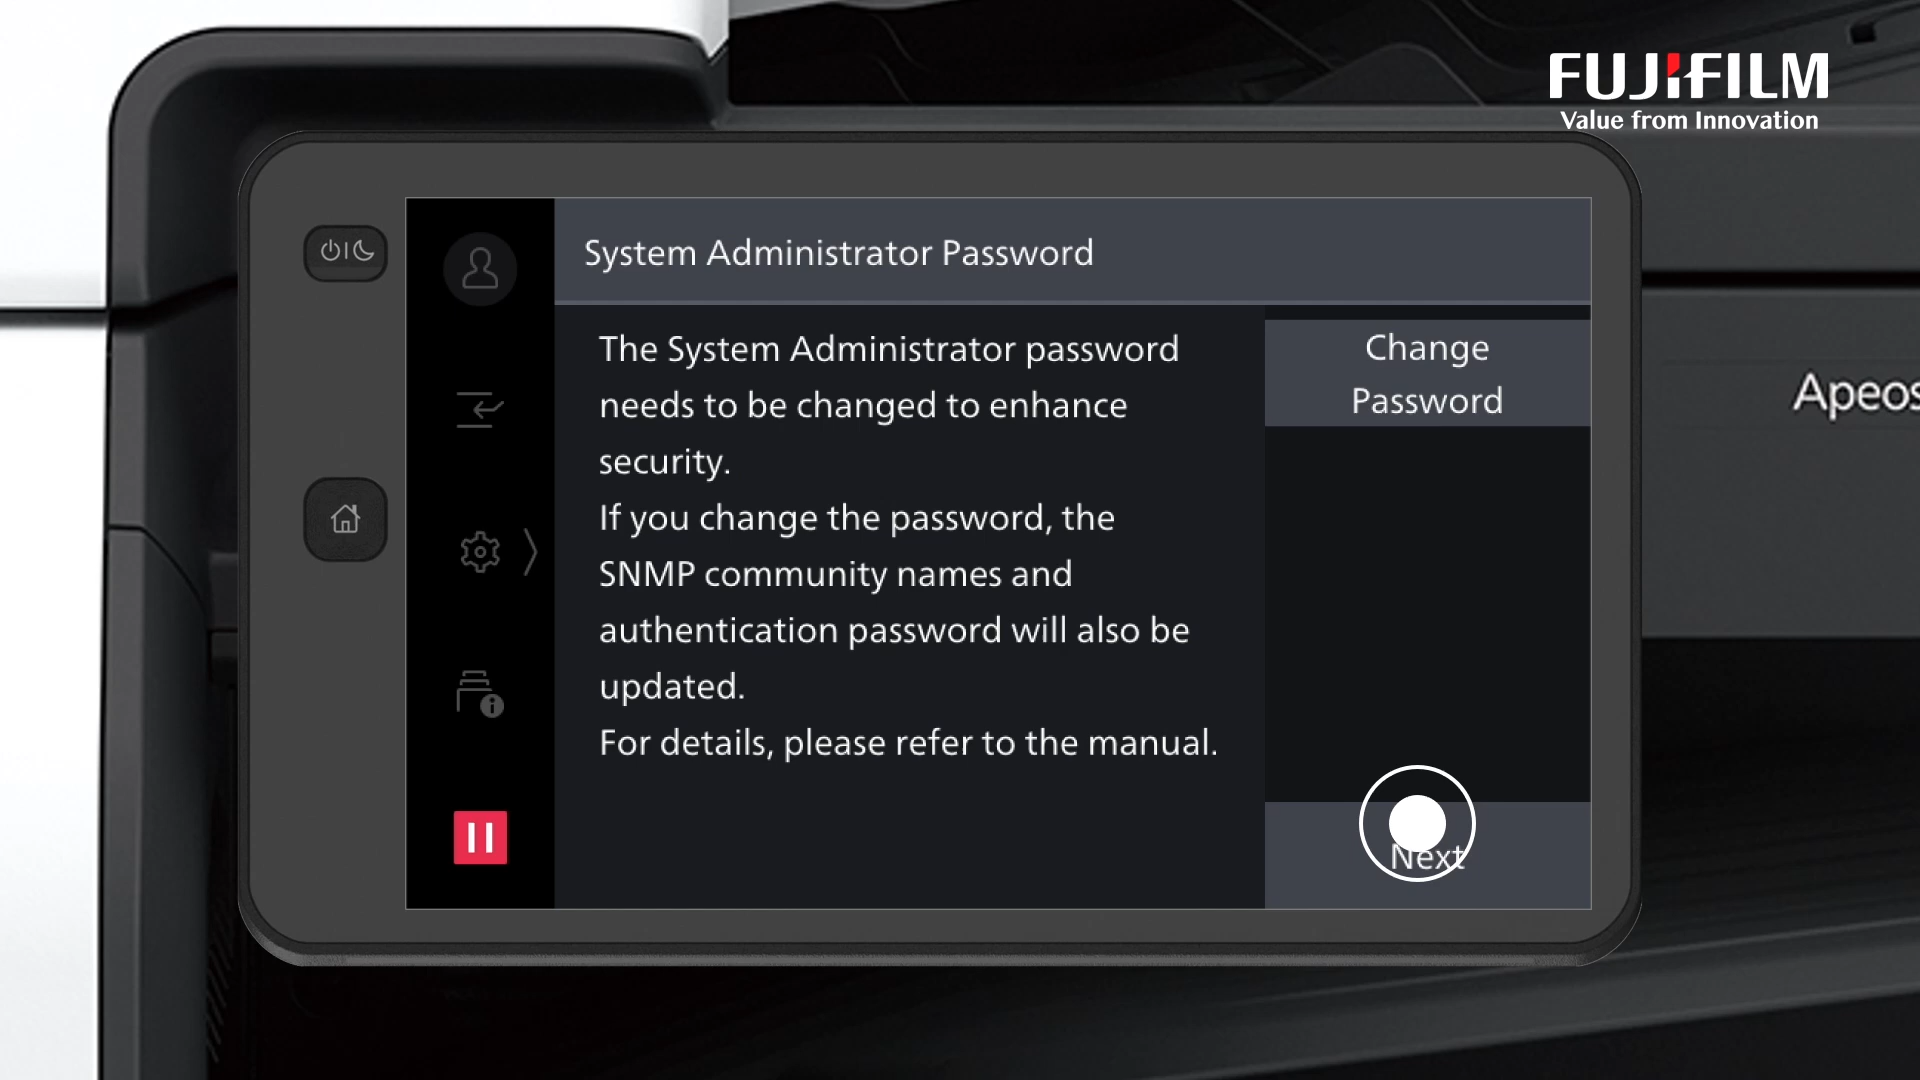 FUJIFILM
Value from Innovation
System Administrator Password
The System Administrator password
needs to be changed to enhance
security.
If you change the password, the
SNMP community names and
authentication password will also be
updated.
For details, please refer to the manual.
Change
Password
Next
Apeos